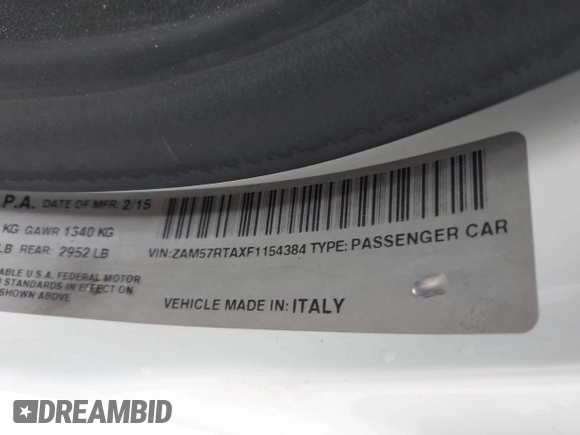 .P.A. DATE OF MFR: 2/15
KG GAWR 1340 KG
LB REAR: 2952 LB
VIN: ZAM57RTAXF1154384 TYPE: PASSENGER CAR
ABLE U.S. FEDERAL MOTOR
N STANDARDS IN EFFECT ON
SHOWN ABOVE
VEHICLE MADE IN: ITALY
DREAMBID